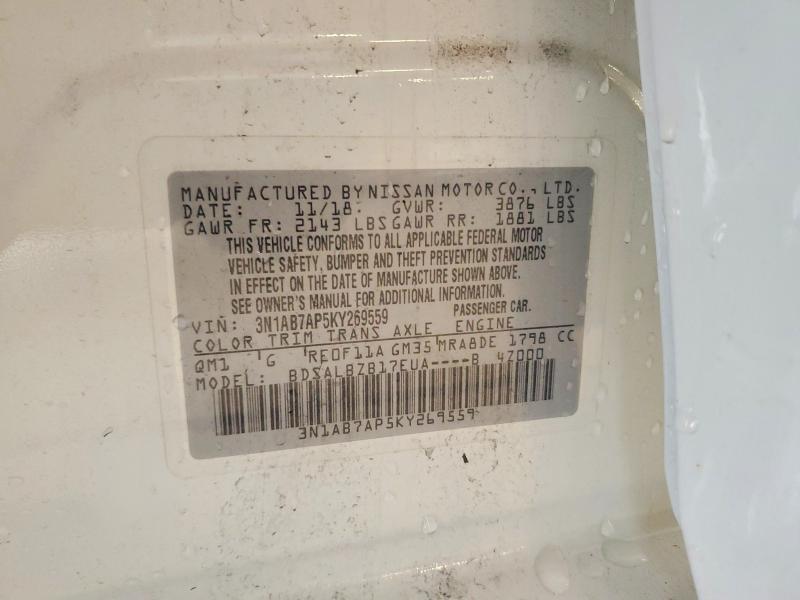 MANUFACTURED BY NISSAN MOTOR CO., LTD.
DATE: 11/18 GVWR: 3876 LBS
GAWR FR: 2143 LBS GAWR RR: 1881 LBS
THIS VEHICLE CONFORMS TO ALL APPLICABLE FEDERAL MOTOR
VEHICLE SAFETY, BUMPER AND THEFT PREVENTION STANDARDS
IN EFFECT ON THE DATE OF MANUFACTURE SHOWN ABOVE.
SEE OWNER'S MANUAL FOR ADDITIONAL INFORMATION.
VIN: 3N1AB7AP5KY269559 PASSENGER CAR.
COLOR TRIM TRANS AXLE ENGINE
QM1 G RE0F11A GM35 MRA8DE 1798 CC
MODEL: BDSALBZB17EUA----B 4Z000
3N1AB7AP5KY269559